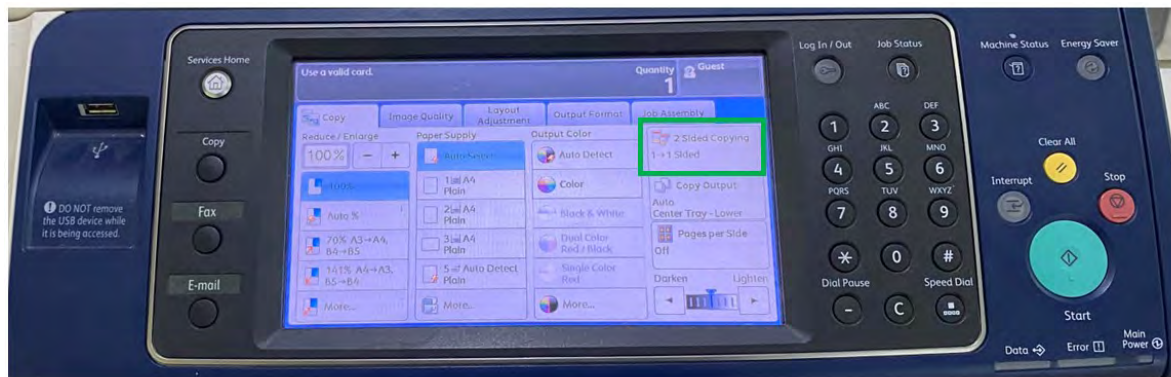 Services Home
Copy
DO NOT remove
the USB device while
it is being accessed.
Fax
E-mail
Use a valid card.
Quantity
1
Guest
Copy
Image Quality
Layout
Adjustment
Output Format
Job Assembly
Reduce / Enlarge
100%
-
+
100%
Auto %
70% A3→A4,
B4→B5
141% A4→A3,
B5→B4
More...
Paper Supply
Auto Select
1 A4
Plain
2 A4
Plain
3 A4
Plain
5 Auto Detect
Plain
More...
Output Color
Auto Detect
Color
Black & White
Dual Color
Red / Black
Single Color
Red
More...
2 Sided Copying
1→1 Sided
Copy Output
Auto
Center Tray - Lower
Pages per Side
Off
Darken
Lighten
Log In / Out
Job Status
Machine Status
Energy Saver
ABC
DEF
1
2
3
GHI
JKL
MNO
4
5
6
PQRS
TUV
WXYZ
7
8
9
*
0
#
Dial Pause
Speed Dial
-
C
Clear All
Interrupt
Stop
Start
Data
Error
Main
Power